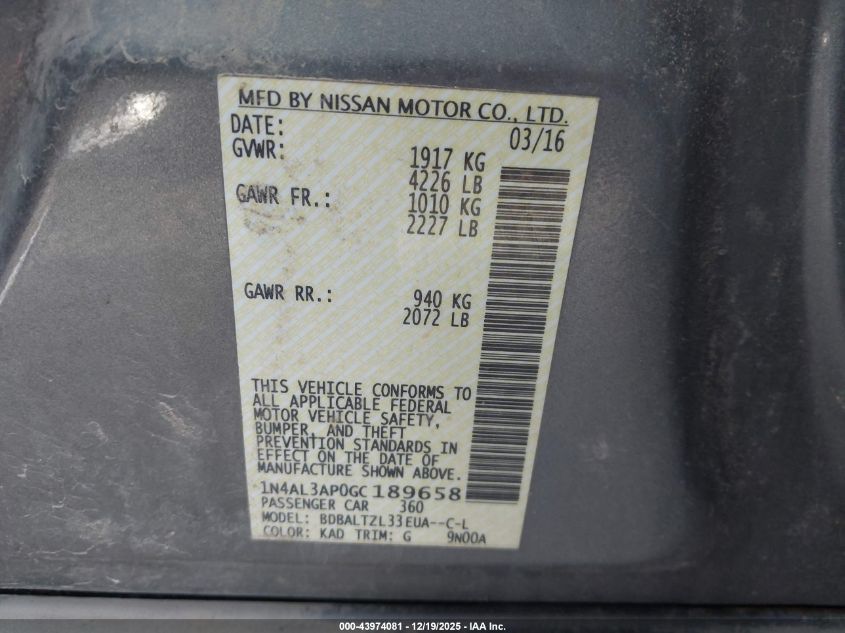 MFD BY NISSAN MOTOR CO., LTD.
DATE: 03/16
GVWR: 1917 KG
4226 LB
GAWR FR.: 1010 KG
2227 LB
GAWR RR.: 940 KG
2072 LB
THIS VEHICLE CONFORMS TO
ALL APPLICABLE FEDERAL
MOTOR VEHICLE SAFETY,
BUMPER, AND THEFT
PREVENTION STANDARDS IN
EFFECT ON THE DATE OF
MANUFACTURE SHOWN ABOVE.
1N4AL3AP0GC189658
PASSENGER CAR 360
MODEL: BDBALTZL33EUA--C-L
COLOR: KAD TRIM: G 9N00A
000-43974081 - 12/19/2025 - IAA Inc.